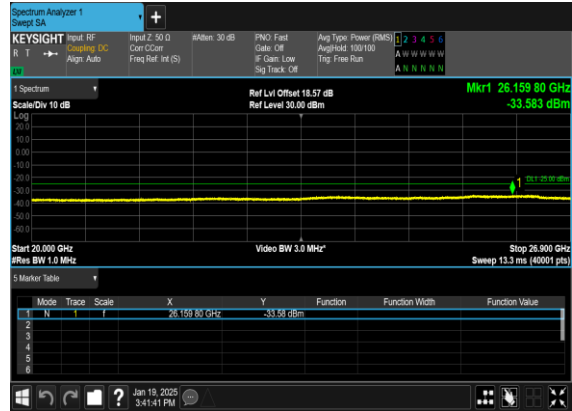 Spectrum Analyzer 1
Swept SA
+
KEYSIGHT Input: RF Input Z: 50 Ω #Atten: 30 dB PNO: Fast Avg Type: Power (RMS) 1 2 3 4 5 6
R T Coupling: DC Corr CCorr Gate: Off Avg|Hold: 100/100 A W W W W W
Align: Auto Freq Ref: Int (S) IF Gain: Low Trig: Free Run
Sig Track: Off A N N N N N
1 Spectrum Ref Lvl Offset 18.57 dB Mkr1 26.159 80 GHz
Scale/Div 10 dB Ref Level 30.00 dBm -33.583 dBm
Log
20.0
10.0
0.00
-10.0
-20.0
1 DL1 -25.00 dBm
-30.0
-40.0
-50.0
-60.0
Start 20.000 GHz Video BW 3.0 MHz* Stop 26.900 GHz
#Res BW 1.0 MHz Sweep 13.3 ms (40001 pts)
5 Marker Table
Mode Trace Scale X Y Function Function Width Function Value
1 N 1 f 26.159 80 GHz -33.58 dBm
2
3
4
5
6
? Jan 19, 2025
3:41:41 PM